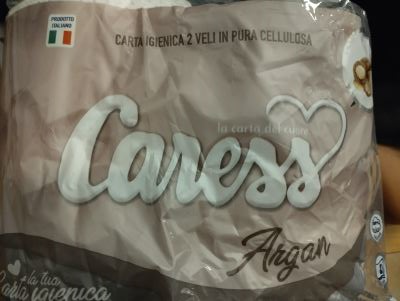 PRODOTTO
ITALIANO
CARTA IGIENICA 2 VELI IN PURA CELLULOSA
la carta del cuore
Caress
Argan
la tua
Carta igienica